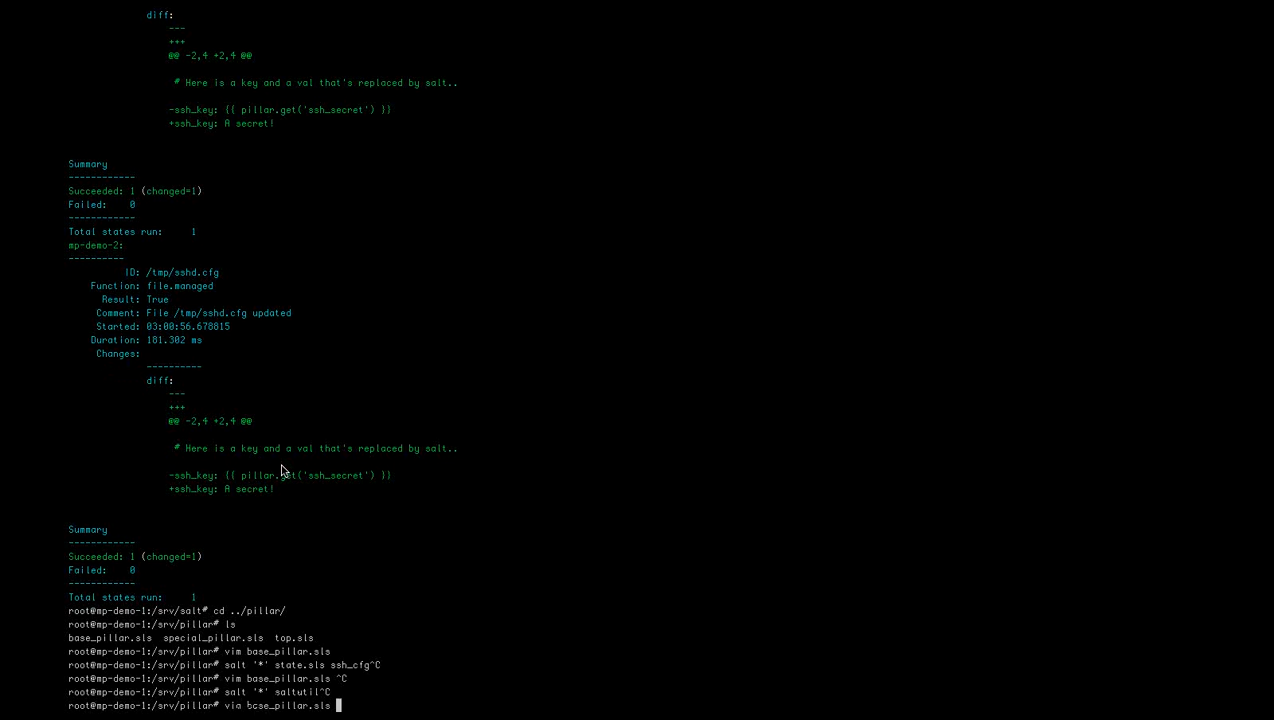 diff:
---
+++
@@ -2,4 +2,4 @@
# Here is a key and a val that's replaced by salt..
-ssh_key: {{ pillar.get('ssh_secret') }}
+ssh_key: A secret!
Summary
------------
Succeeded: 1 (changed=1)
Failed:    0
------------
Total states run:     1
mp-demo-2:
----------
ID: /tmp/sshd.cfg
Function: file.managed
Result: True
Comment: File /tmp/sshd.cfg updated
Started: 03:00:56.678815
Duration: 181.302 ms
Changes:
----------
diff:
---
+++
@@ -2,4 +2,4 @@
# Here is a key and a val that's replaced by salt..
-ssh_key: {{ pillar.get('ssh_secret') }}
+ssh_key: A secret!
Summary
------------
Succeeded: 1 (changed=1)
Failed:    0
------------
Total states run:     1
root@mp-demo-1:/srv/salt# cd ../pillar/
root@mp-demo-1:/srv/pillar# ls
base_pillar.sls  special_pillar.sls  top.sls
root@mp-demo-1:/srv/pillar# vim base_pillar.sls
root@mp-demo-1:/srv/pillar# salt '*' state.sls ssh_cfg^C
root@mp-demo-1:/srv/pillar# vim base_pillar.sls ^C
root@mp-demo-1:/srv/pillar# salt '*' saltutil^C
root@mp-demo-1:/srv/pillar# vim base_pillar.sls